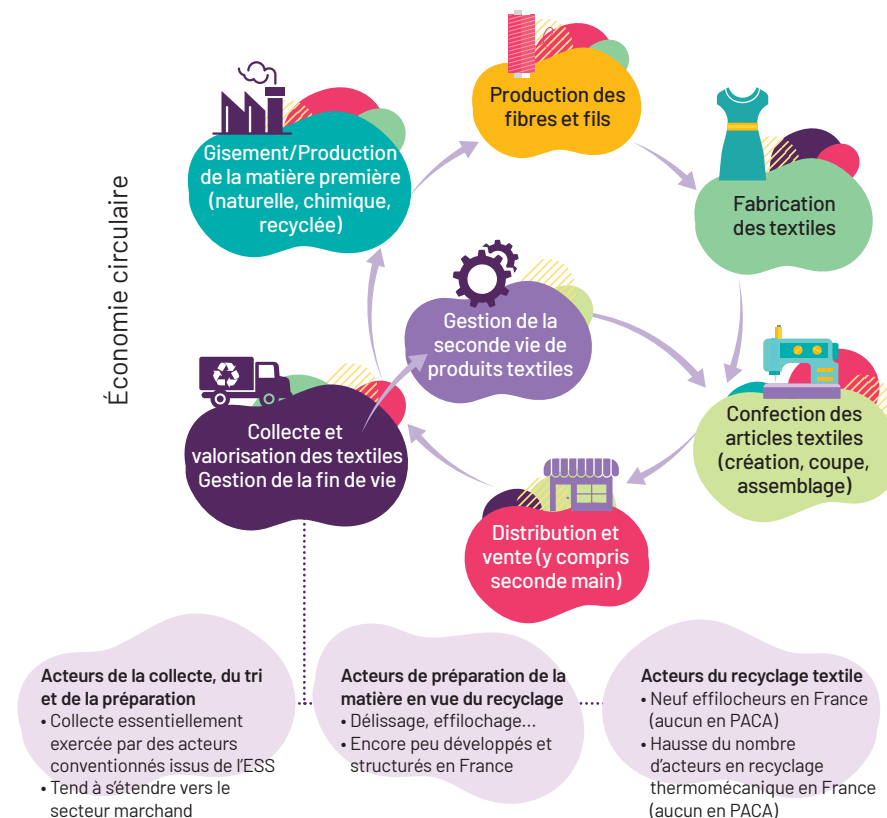 Économie circulaire
Gisement/Production
de la matière première
(naturelle, chimique,
recyclée)
Production des
fibres et fils
Fabrication
des textiles
Gestion de la
seconde vie de
produits textiles
Confection des
articles textiles
(création, coupe,
assemblage)
Collecte et
valorisation des textiles
Gestion de la fin de vie
Distribution et
vente (y compris
seconde main)
Acteurs de la collecte, du tri
et de la préparation
• Collecte essentiellement
exercée par des acteurs
conventionnés issus de l'ESS
• Tend à s'étendre vers le
secteur marchand
Acteurs de préparation de la
matière en vue du recyclage
• Délissage, effilochage...
• Encore peu développés et
structurés en France
Acteurs du recyclage textile
• Neuf effilocheurs en France
(aucun en PACA)
• Hausse du nombre
d'acteurs en recyclage
thermomécanique en France
(aucun en PACA)